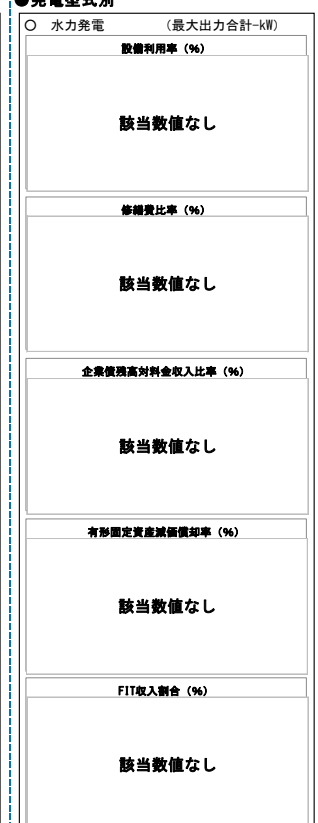 ●発電型式別
○ 水力発電 (最大出力合計-kW)
設備利用率（%）
該当数値なし
修繕費比率（%）
該当数値なし
企業債残高対料金収入比率（%）
該当数値なし
有形固定資産減価償却率（%）
該当数値なし
FIT収入割合（%）
該当数値なし